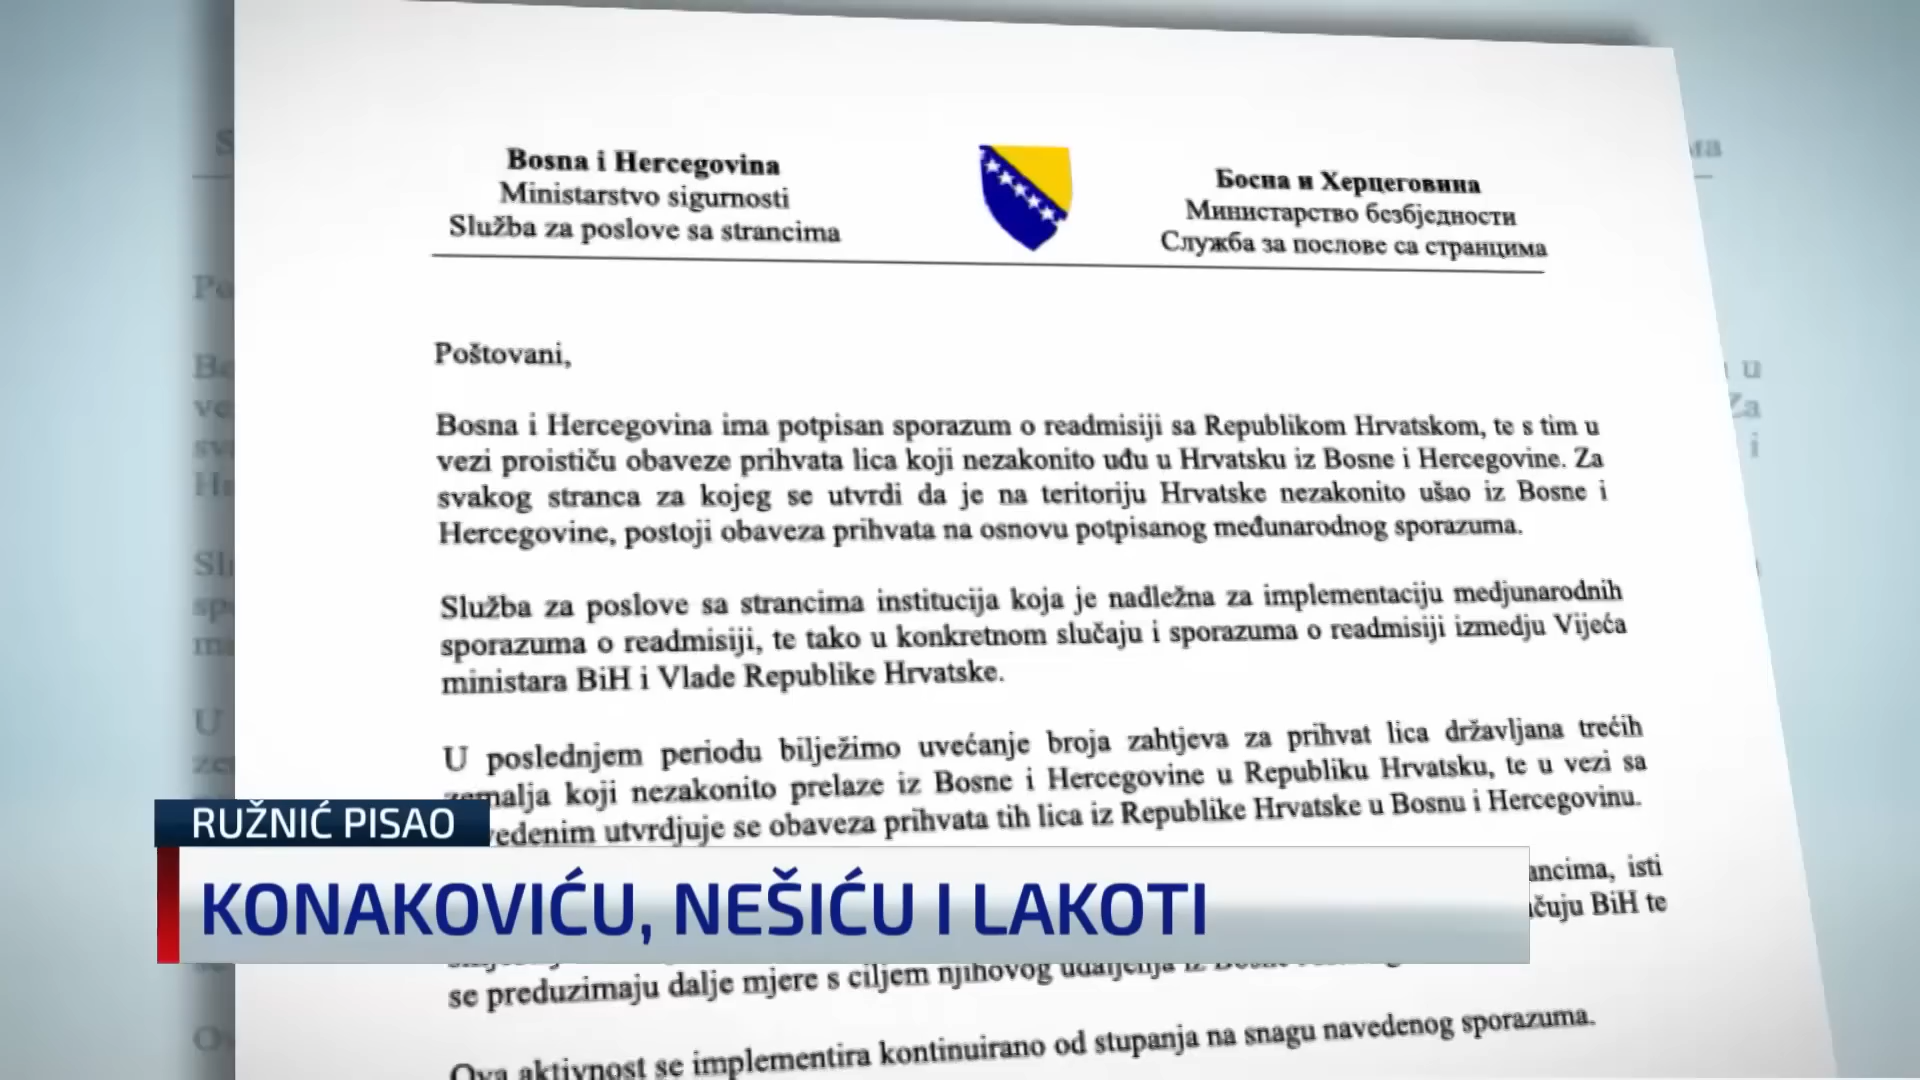 Bosna i Hercegovina
Ministarstvo sigurnosti
Služba za poslove sa strancima
Босна и Херцеговина
Министарство безбједности
Служба за послове са странцима
Poštovani,
Bosna i Hercegovina ima potpisan sporazum o readmisiji sa Republikom Hrvatskom, te s tim u
vezi proističu obaveze prihvata lica koji nezakonito uđu u Hrvatsku iz Bosne i Hercegovine. Za
svakog stranca za kojeg se utvrdi da je na teritoriju Hrvatske nezakonito ušao iz Bosne i
Hercegovine, postoji obaveza prihvata na osnovu potpisanog međunarodnog sporazuma.
Služba za poslove sa strancima institucija koja je nadležna za implementaciju medjunarodnih
sporazuma o readmisiji, te tako u konkretnom slučaju i sporazuma o readmisiji izmedju Vijeća
ministara BiH i Vlade Republike Hrvatske.
U poslednjem periodu bilježimo uvećanje broja zahtjeva za prihvat lica državljana trećih
koji nezakonito prelaze iz Bosne i Hercegovine u Republiku Hrvatsku, te u vezi sa
utvrdjuje se obaveza prihvata tih lica iz Republike Hrvatske u Bosnu i Hercegovinu.
isti
BiH te
se preduzimaju dalje mjere s ciljem njihovog udaljenja iz
Ova aktivnost se implementira kontinuirano od stupanja na snagu navedenog sporazuma.
RUŽNIĆ PISAO
KONAKOVIĆU, NEŠIĆU I LAKOTI